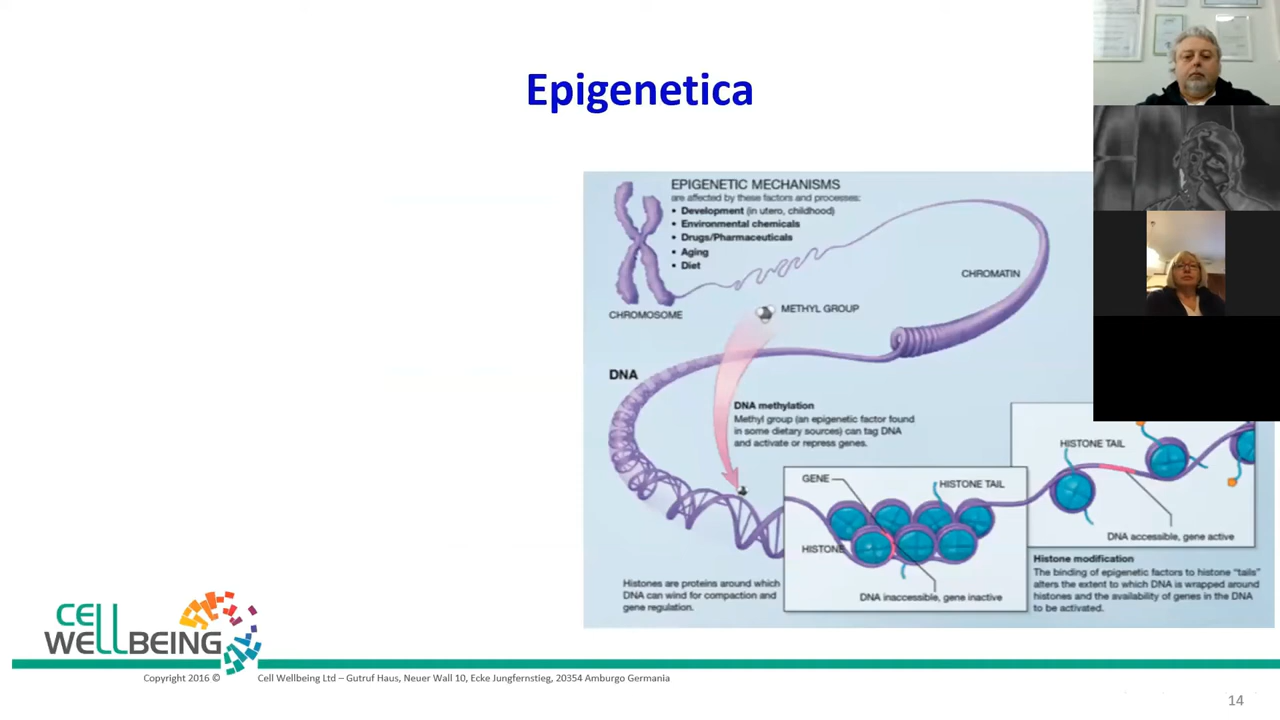 Epigenetica
EPIGENETIC MECHANISMS
are affected by these factors and processes:
• Development (in utero, childhood)
• Environmental chemicals
• Drugs/Pharmaceuticals
• Aging
• Diet
CHROMATIN
CHROMOSOME
METHYL GROUP
DNA
DNA methylation
Methyl group (an epigenetic factor found
in some dietary sources) can tag DNA
and activate or repress genes.
HISTONE TAIL
GENE
HISTONE TAIL
DNA accessible, gene active
HISTONE
Histone modification
The binding of epigenetic factors to histone “tails”
alters the extent to which DNA is wrapped around
histones and the availability of genes in the DNA
to be activated.
Histones are proteins around which
DNA can wind for compaction and
gene regulation.
DNA inaccessible, gene inactive
CELL
WELLBEING
Copyright 2016 © Cell Wellbeing Ltd – Gutruf Haus, Neuer Wall 10, Ecke Jungfernstieg, 20354 Amburgo Germania
14